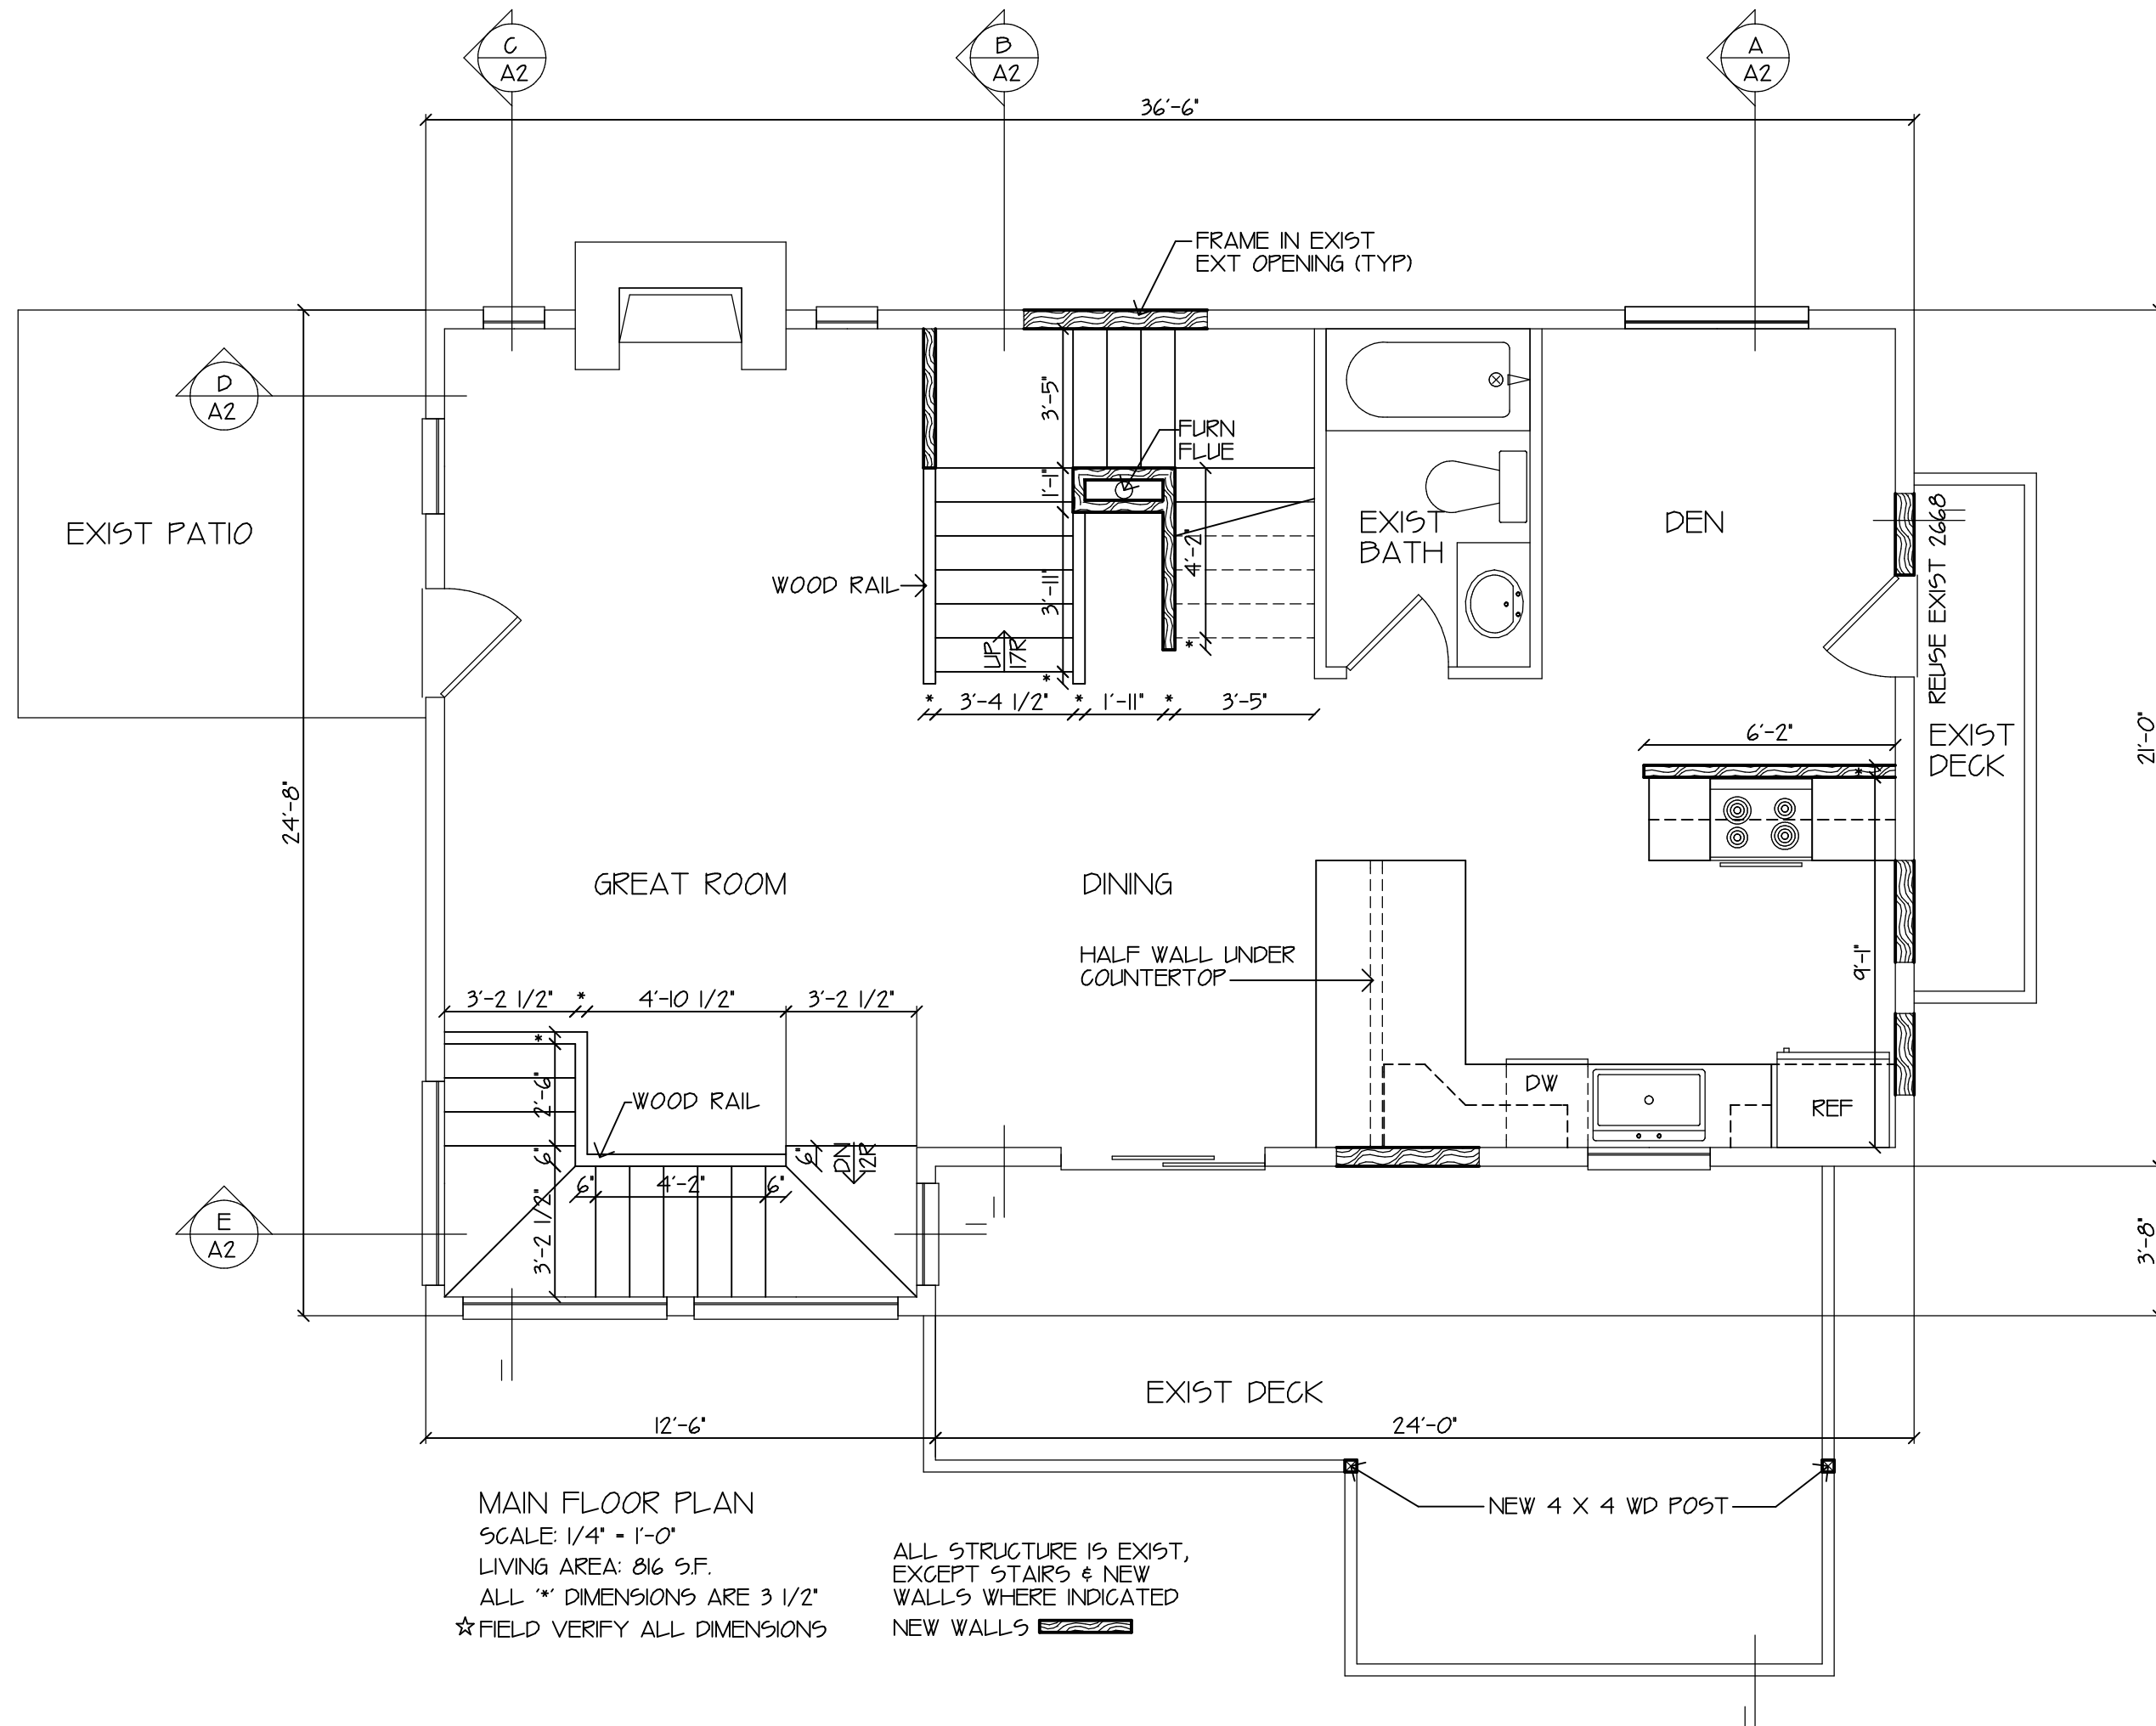 C
A2
B
A2
A
A2
36'-6"
FRAME IN EXIST
EXT OPENING (TYP)
D
A2
3'-5"
FURN
FLUE
1'-11"
EXIST PATIO
EXIST
BATH
DEN
REUSE EXIST 2668
4'-2"
*
WOOD RAIL
3'-11"
*
UP
17R
*
3'-4 1/2"
*
1'-11"
*
3'-5"
6'-2"
*
EXIST
DECK
21'-0"
24'-8"
GREAT ROOM
DINING
HALF WALL UNDER
COUNTERTOP
9'-1"
3'-2 1/2"
*
4'-10 1/2"
3'-2 1/2"
*
2'-6"
WOOD RAIL
DW
REF
6"
6"
DN
12R
6"
4'-2"
6"
3'-2 1/2"
E
A2
3'-8"
EXIST DECK
12'-6"
24'-0"
MAIN FLOOR PLAN
SCALE: 1/4" = 1'-0"
LIVING AREA: 816 S.F.
ALL '*' DIMENSIONS ARE 3 1/2"
☆ FIELD VERIFY ALL DIMENSIONS
ALL STRUCTURE IS EXIST,
EXCEPT STAIRS & NEW
WALLS WHERE INDICATED
NEW WALLS
NEW 4 X 4 WD POST